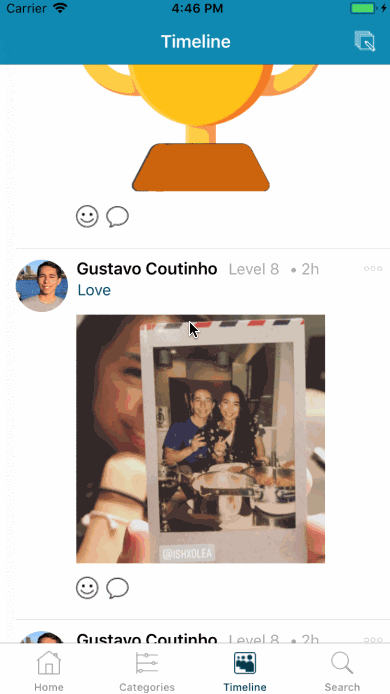 Carrier 4:46 PM
Timeline
Gustavo Coutinho Level 8 • 2h
Love
@ISHXOLEA
Gustavo Coutinho Level 8 • 2h
Home Categories Timeline Search